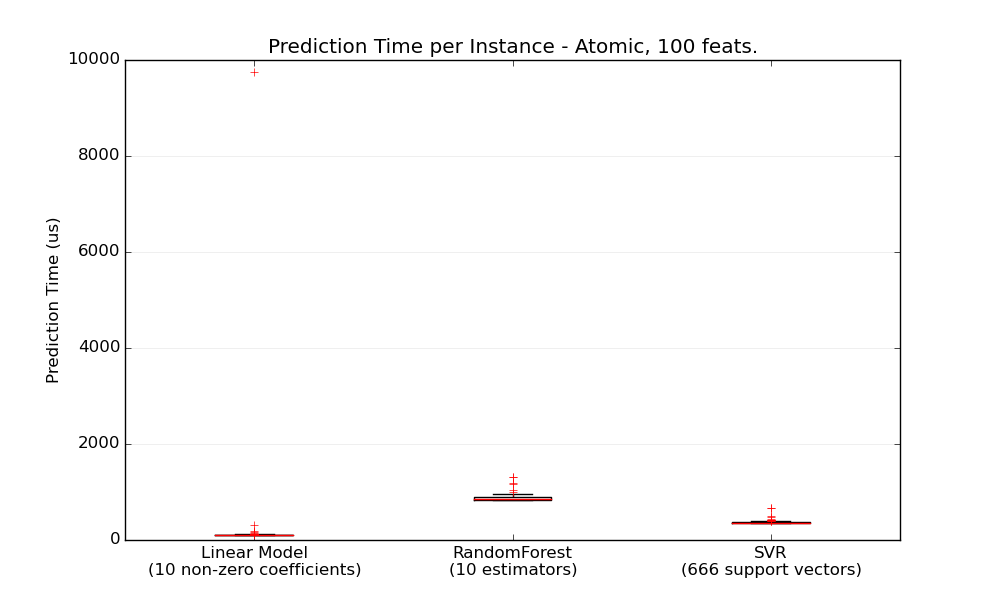 Prediction Time per Instance - Atomic, 100 feats.
10000
8000
6000
4000
2000
0
Prediction Time (us)
Linear Model
(10 non-zero coefficients)
RandomForest
(10 estimators)
SVR
(666 support vectors)